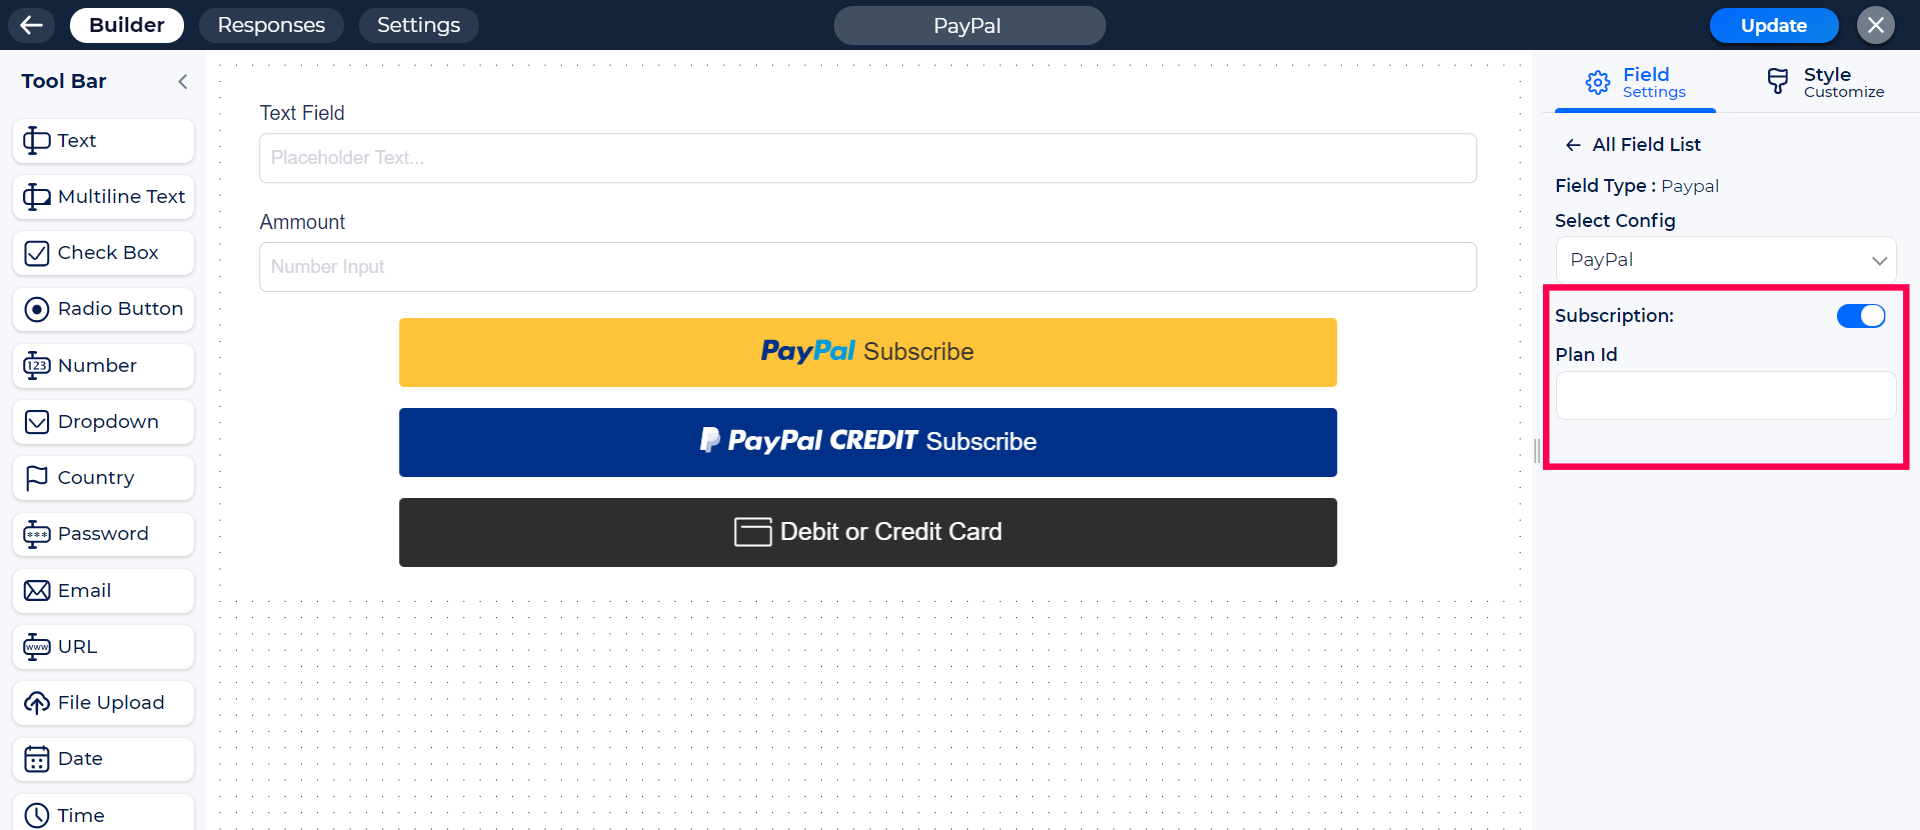 Builder
Responses
Settings
PayPal
Update
Tool Bar
Text
Multiline Text
Check Box
Radio Button
123
Number
Dropdown
Country
***
Password
Email
www
URL
File Upload
Date
Time
Text Field
Placeholder Text...
Ammount
Number Input
PayPal Subscribe
PayPal CREDIT Subscribe
Debit or Credit Card
Field
Settings
Style
Customize
All Field List
Field Type : Paypal
Select Config
PayPal
Subscription:
Plan Id